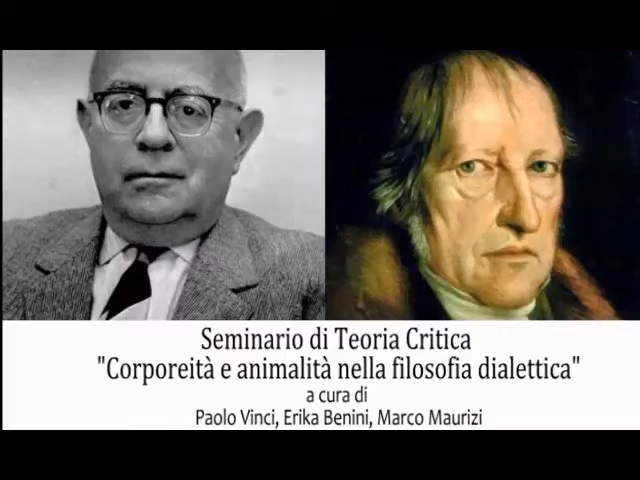 Seminario di Teoria Critica
"Corporeità e animalità nella filosofia dialettica"
a cura di
Paolo Vinci, Erika Benini, Marco Maurizi